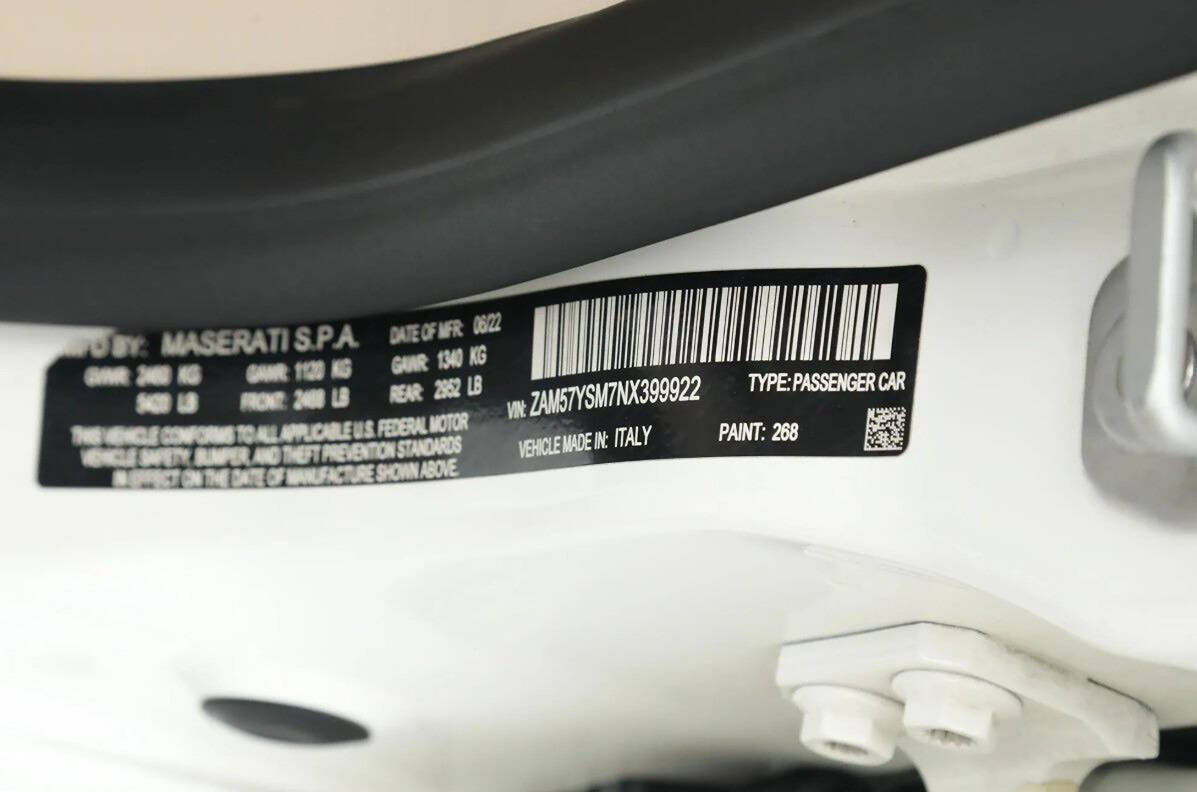 MFD BY: MASERATI S.P.A. DATE OF MFR: 06/22
GVWR: 2460 KG GAWR: 1120 KG GAWR: 1340 KG
LB FRONT: LB REAR: 2952 LB
THIS VEHICLE CONFORMS TO ALL APPLICABLE U.S. FEDERAL MOTOR
VEHICLE SAFETY, BUMPER, AND THEFT PREVENTION STANDARDS
IN EFFECT ON THE DATE OF MANUFACTURE SHOWN ABOVE.
VIN: ZAM57YSM7NX399922 TYPE: PASSENGER CAR
VEHICLE MADE IN: ITALY PAINT: 268